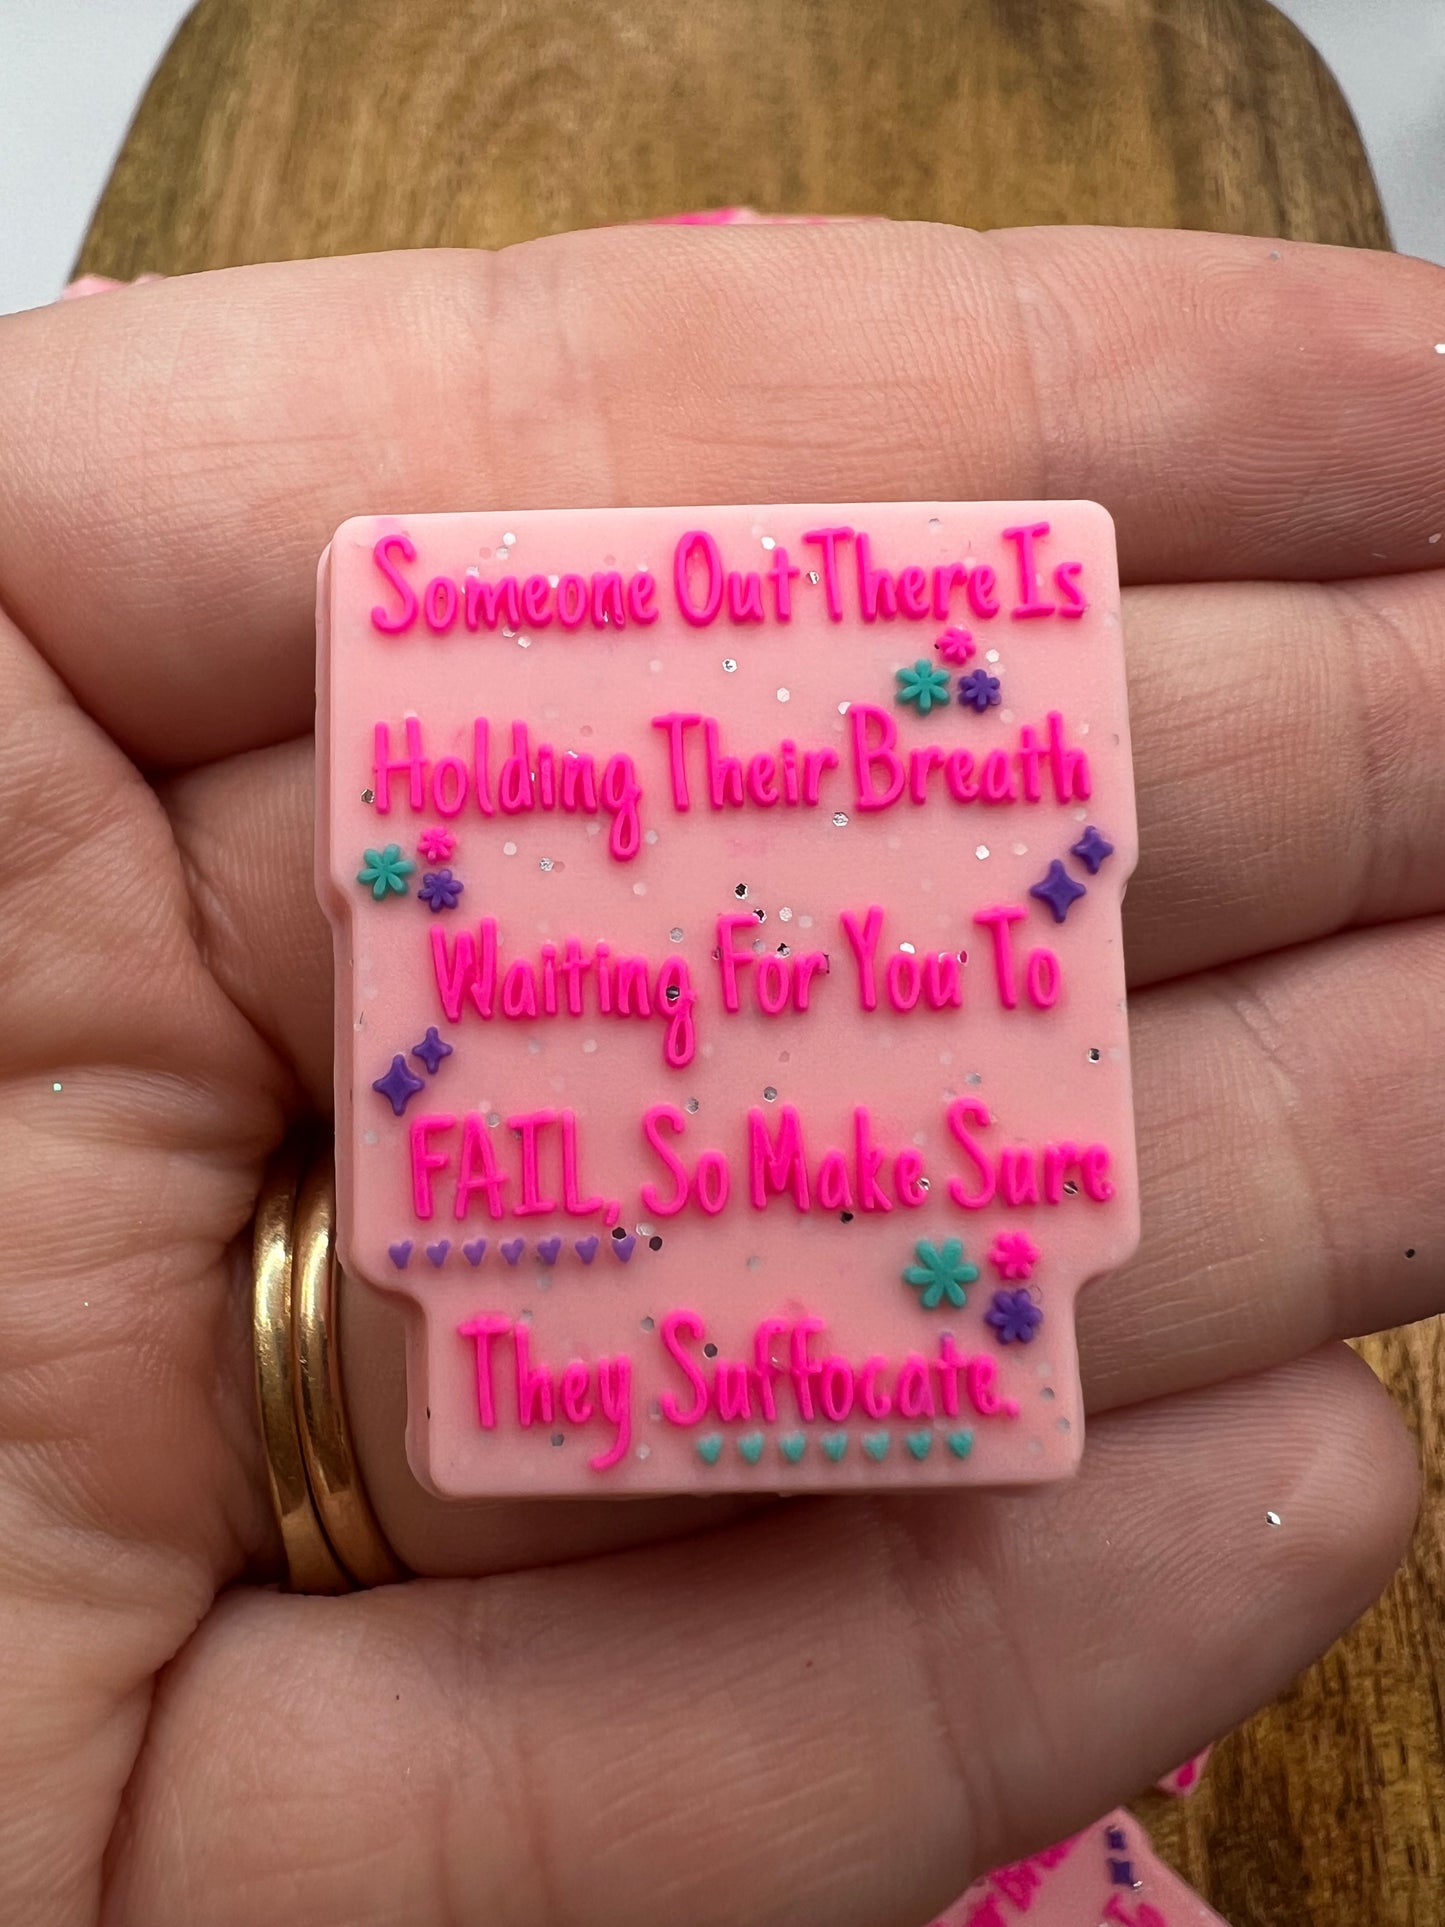 Someone Out There Is
Holding Their Breath
Waiting For You To
FAIL, So Make Sure
They Suffocate.